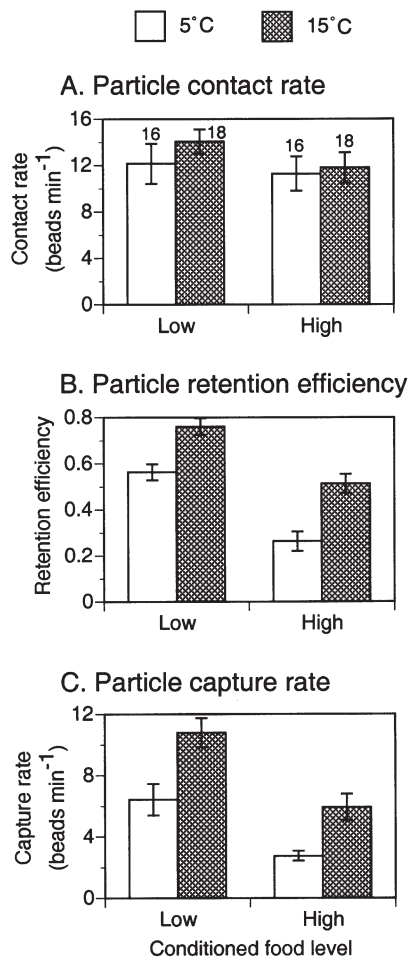 5°C 15°C
A. Particle contact rate
Contact rate
(beads min-1)
16
12
8
4
0
16 18 16 18
Low High
B. Particle retention efficiency
Retention efficiency
0.8
0.6
0.4
0.2
0
Low High
C. Particle capture rate
Capture rate
(beads min-1)
12
8
4
0
Low High
Conditioned food level